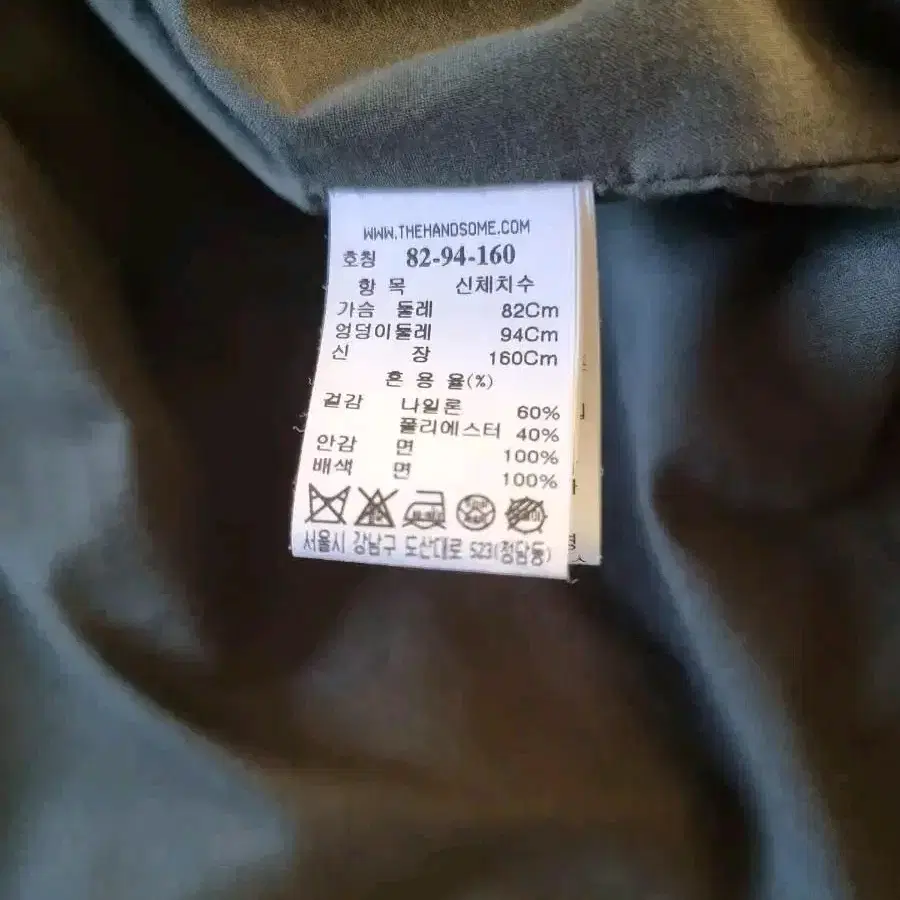 WWW.THEHANDSOME.COM
호칭 82-94-160
항 목 신체치수
가슴 둘레 82Cm
엉덩이둘레 94Cm
신 장 160Cm
혼 용 율(%)
겉감 나일론 60%
폴리에스터 40%
안감 면 100%
배색 면 100%
서울시 강남구 도산대로 523(청담동)